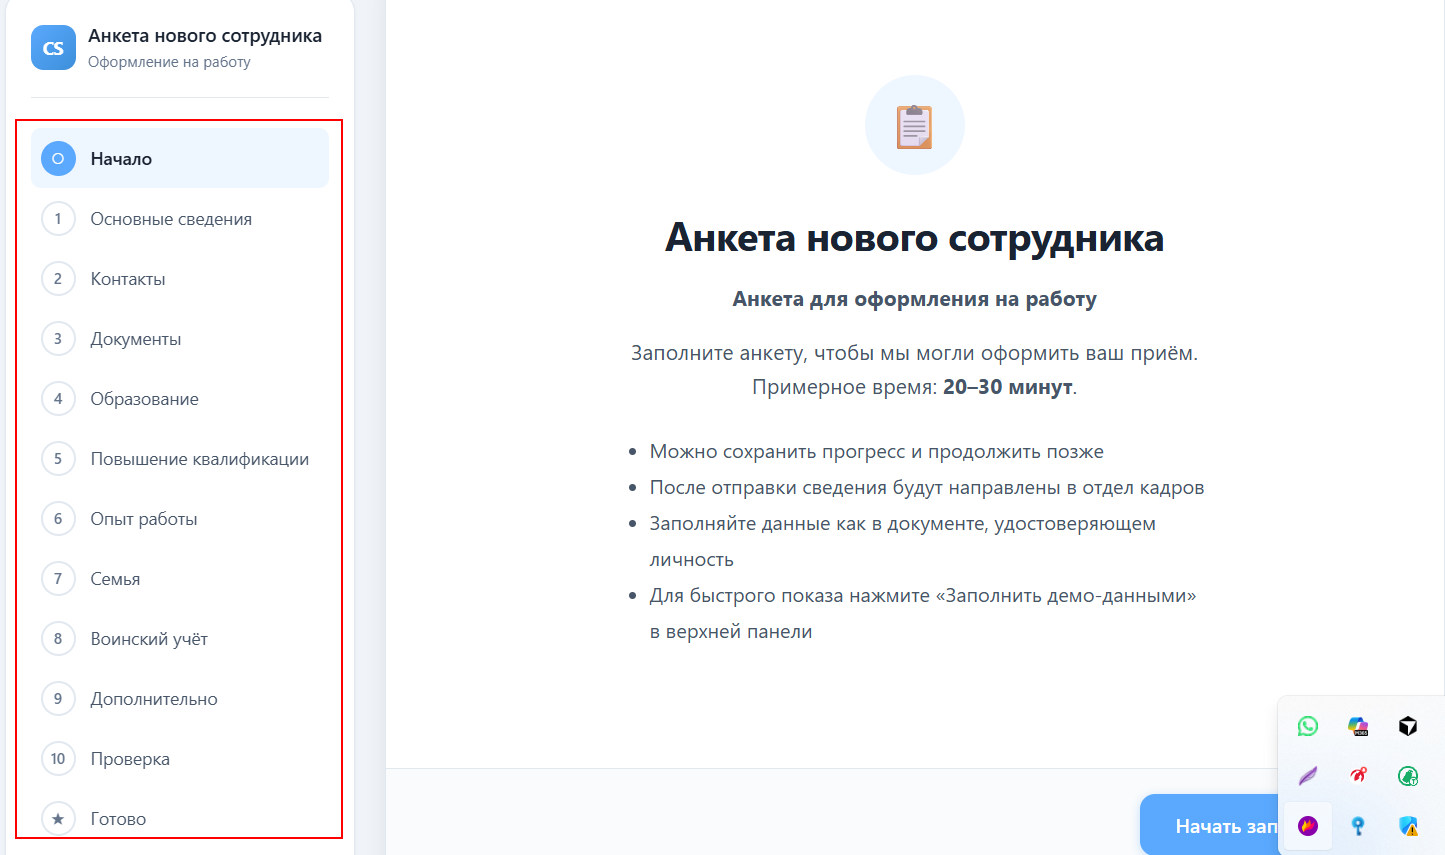 CS
Анкета нового сотрудника
Оформление на работу
Начало
1 Основные сведения
2 Контакты
3 Документы
4 Образование
5 Повышение квалификации
6 Опыт работы
7 Семья
8 Воинский учёт
9 Дополнительно
10 Проверка
★ Готово
Анкета нового сотрудника
Анкета для оформления на работу
Заполните анкету, чтобы мы могли оформить ваш приём.
Примерное время: 20–30 минут.
• Можно сохранить прогресс и продолжить позже
• После отправки сведения будут направлены в отдел кадров
• Заполняйте данные как в документе, удостоверяющем
личность
• Для быстрого показа нажмите «Заполнить демо-данными»
в верхней панели
Начать зап